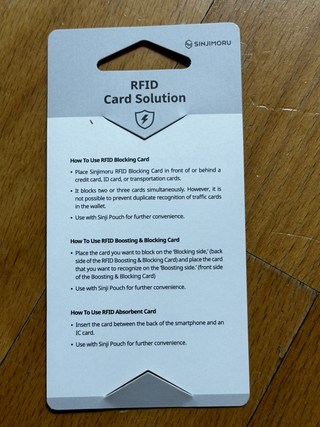 SINJIMORU
RFID
Card Solution
How To Use RFID Blocking Card
• Place Sinjimoru RFID Blocking Card in front of or behind a
credit card, ID card, or transportation cards.
• It blocks two or three cards simultaneously. However, it is
not possible to prevent duplicate recognition of traffic cards
in the wallet.
• Use with Sinji Pouch for further convenience.
How To Use RFID Boosting & Blocking Card
• Place the card you want to block on the 'Blocking side,' (back
side of the RFID Boosting & Blocking Card) and place the card
that you want to recognize on the 'Boosting side.' (front side
of the Boosting & Blocking Card)
• Use with Sinji Pouch for further convenience.
How To Use RFID Absorbent Card
• Insert the card between the back of the smartphone and an
IC card.
• Use with Sinji Pouch for further convenience.